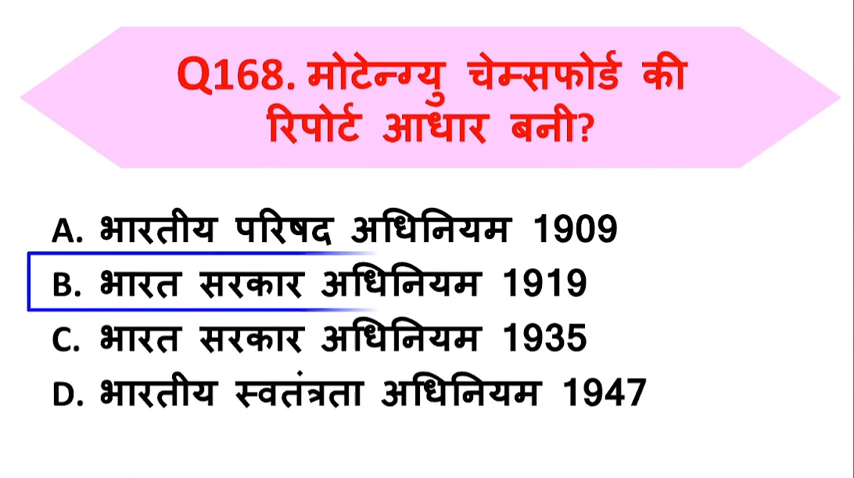 Q168. मोटेन्ग्यु चेम्सफोर्ड की
रिपोर्ट आधार बनी?
A. भारतीय परिषद अधिनियम 1909
B. भारत सरकार अधिनियम 1919
C. भारत सरकार अधिनियम 1935
D. भारतीय स्वतंत्रता अधिनियम 1947